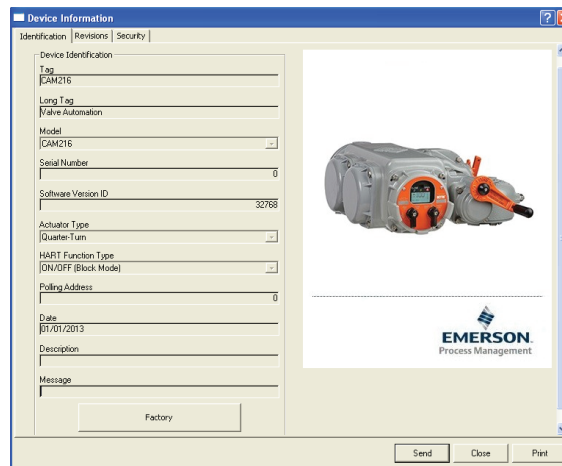 Device Information
Identification Revisions Security
Device Identification
Tag
CAM216
Long Tag
Valve Automation
Model
CAM216
Serial Number
0
Software Version ID
32768
Actuator Type
Quarter-Turn
HART Function Type
ON/OFF (Block Mode)
Polling Address
0
Date
01/01/2013
Description
Message
Factory
EMERSON.
Process Management
Send Close Print